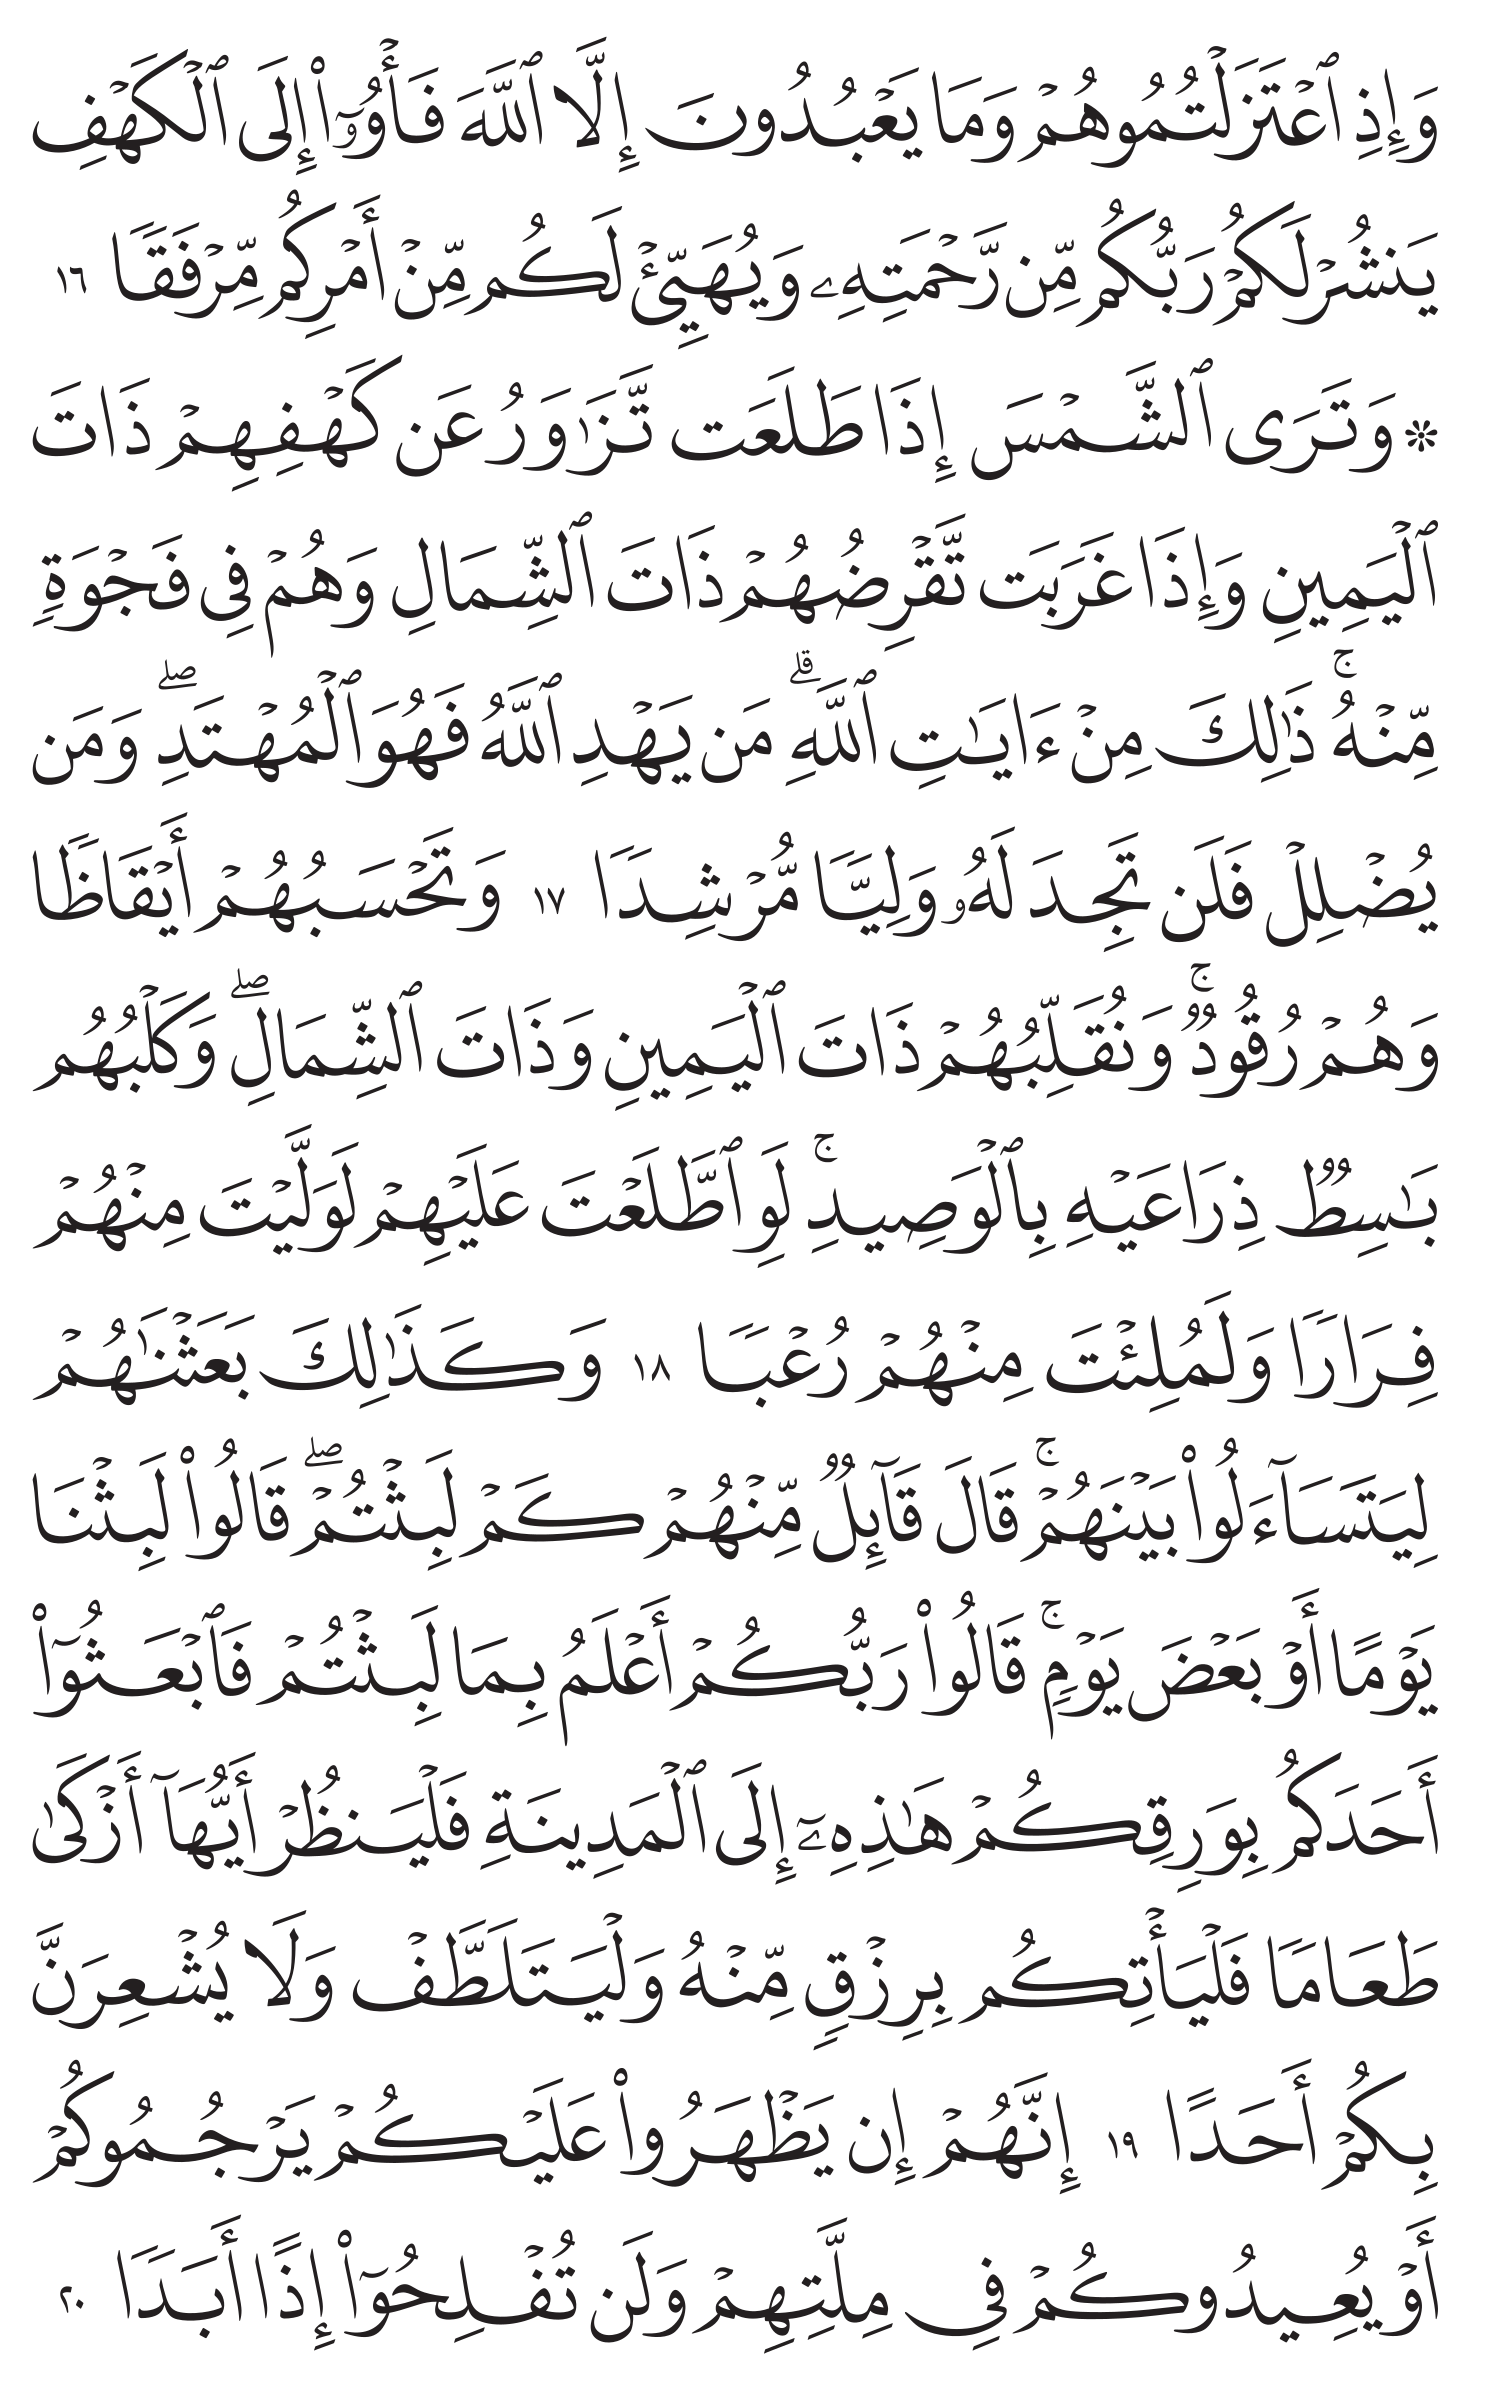 وَإِذِ ٱعۡتَزَلۡتُمُوهُمۡ وَمَا يَعۡبُدُونَ إِلَّا ٱللَّهَ فَأۡوُۥٓاْ إِلَى ٱلۡكَهۡفِ
يَنشُرۡ لَكُمۡ رَبُّكُم مِّن رَّحۡمَتِهِۦ وَيُهَيِّئۡ لَكُم مِّنۡ أَمۡرِكُم مِّرۡفَقٗا ١٦
۞ وَتَرَى ٱلشَّمۡسَ إِذَا طَلَعَت تَّزَٰوَرُ عَن كَهۡفِهِمۡ ذَاتَ
ٱلۡيَمِينِ وَإِذَا غَرَبَت تَّقۡرِضُهُمۡ ذَاتَ ٱلشِّمَالِ وَهُمۡ فِي فَجۡوَةٖ
مِّنۡهُۚ ذَٰلِكَ مِنۡ ءَايَٰتِ ٱللَّهِۗ مَن يَهۡدِ ٱللَّهُ فَهُوَ ٱلۡمُهۡتَدِۖ وَمَن
يُضۡلِلۡ فَلَن تَجِدَ لَهُۥ وَلِيّٗا مُّرۡشِدٗا ١٧ وَتَحۡسَبُهُمۡ أَيۡقَاظٗا
وَهُمۡ رُقُودٞۚ وَنُقَلِّبُهُمۡ ذَاتَ ٱلۡيَمِينِ وَذَاتَ ٱلشِّمَالِۖ وَكَلۡبُهُم
بَٰسِطٞ ذِرَاعَيۡهِ بِٱلۡوَصِيدِۚ لَوِ ٱطَّلَعۡتَ عَلَيۡهِمۡ لَوَلَّيۡتَ مِنۡهُمۡ
فِرَارٗا وَلَمُلِئۡتَ مِنۡهُمۡ رُعۡبٗا ١٨ وَكَذَٰلِكَ بَعَثۡنَٰهُمۡ
لِيَتَسَآءَلُواْ بَيۡنَهُمۡۚ قَالَ قَآئِلٞ مِّنۡهُمۡ كَمۡ لَبِثۡتُمۡۖ قَالُواْ لَبِثۡنَا
يَوۡمًا أَوۡ بَعۡضَ يَوۡمٖۚ قَالُواْ رَبُّكُمۡ أَعۡلَمُ بِمَا لَبِثۡتُمۡ فَٱبۡعَثُوٓاْ
أَحَدَكُم بِوَرِقِكُمۡ هَٰذِهِۦٓ إِلَى ٱلۡمَدِينَةِ فَلۡيَنظُرۡ أَيُّهَآ أَزۡكَىٰ
طَعَامٗا فَلۡيَأۡتِكُم بِرِزۡقٖ مِّنۡهُ وَلۡيَتَلَطَّفۡ وَلَا يُشۡعِرَنَّ
بِكُمۡ أَحَدًا ١٩ إِنَّهُمۡ إِن يَظۡهَرُواْ عَلَيۡكُمۡ يَرۡجُمُوكُمۡ
أَوۡ يُعِيدُوكُمۡ فِي مِلَّتِهِمۡ وَلَن تُفۡلِحُوٓاْ إِذًا أَبَدٗا ٢٠